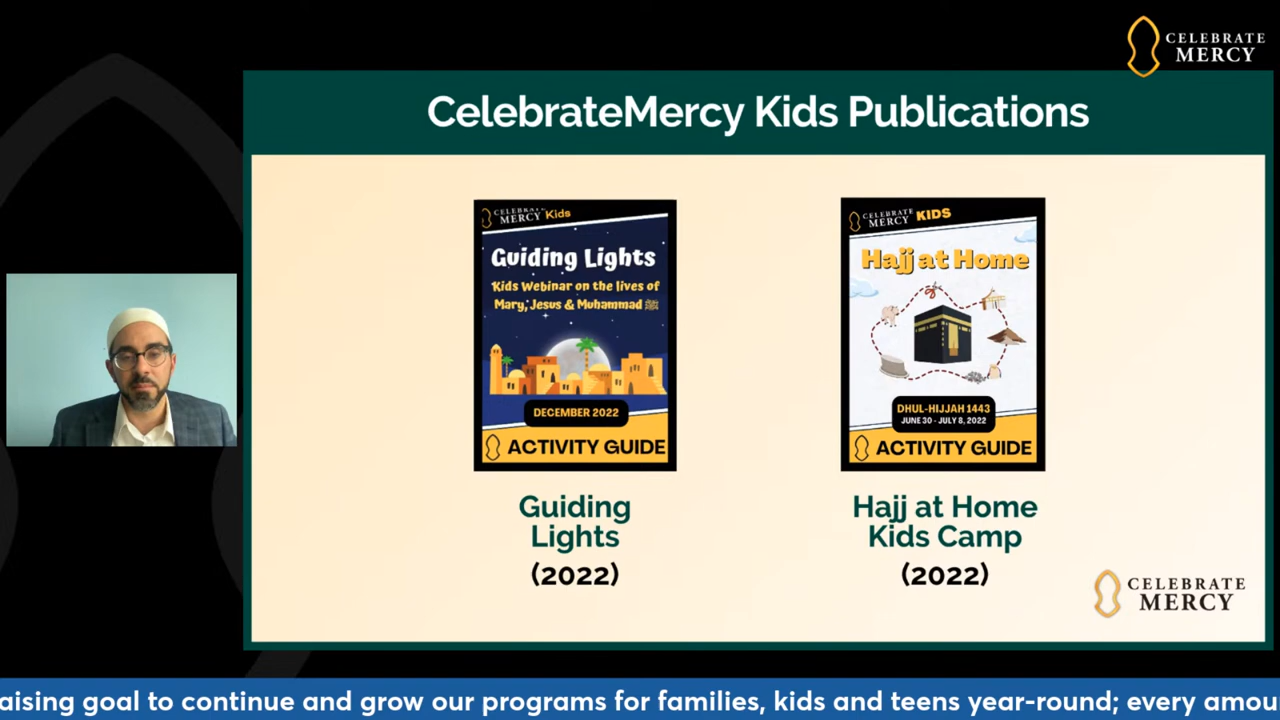 CELEBRATE
MERCY
CelebrateMercy Kids Publications
CELEBRATE
MERCY Kids
Guiding Lights
Kids Webinar on the lives of
Mary, Jesus & Muhammad ﷺ
DECEMBER 2022
ACTIVITY GUIDE
Guiding
Lights
(2022)
CELEBRATE
MERCY KIDS
Hajj at Home
DHUL-HIJJAH 1443
JUNE 30 - JULY 8, 2022
ACTIVITY GUIDE
Hajj at Home
Kids Camp
(2022)
CELEBRATE
MERCY
aising goal to continue and grow our programs for families, kids and teens year-round; every amou